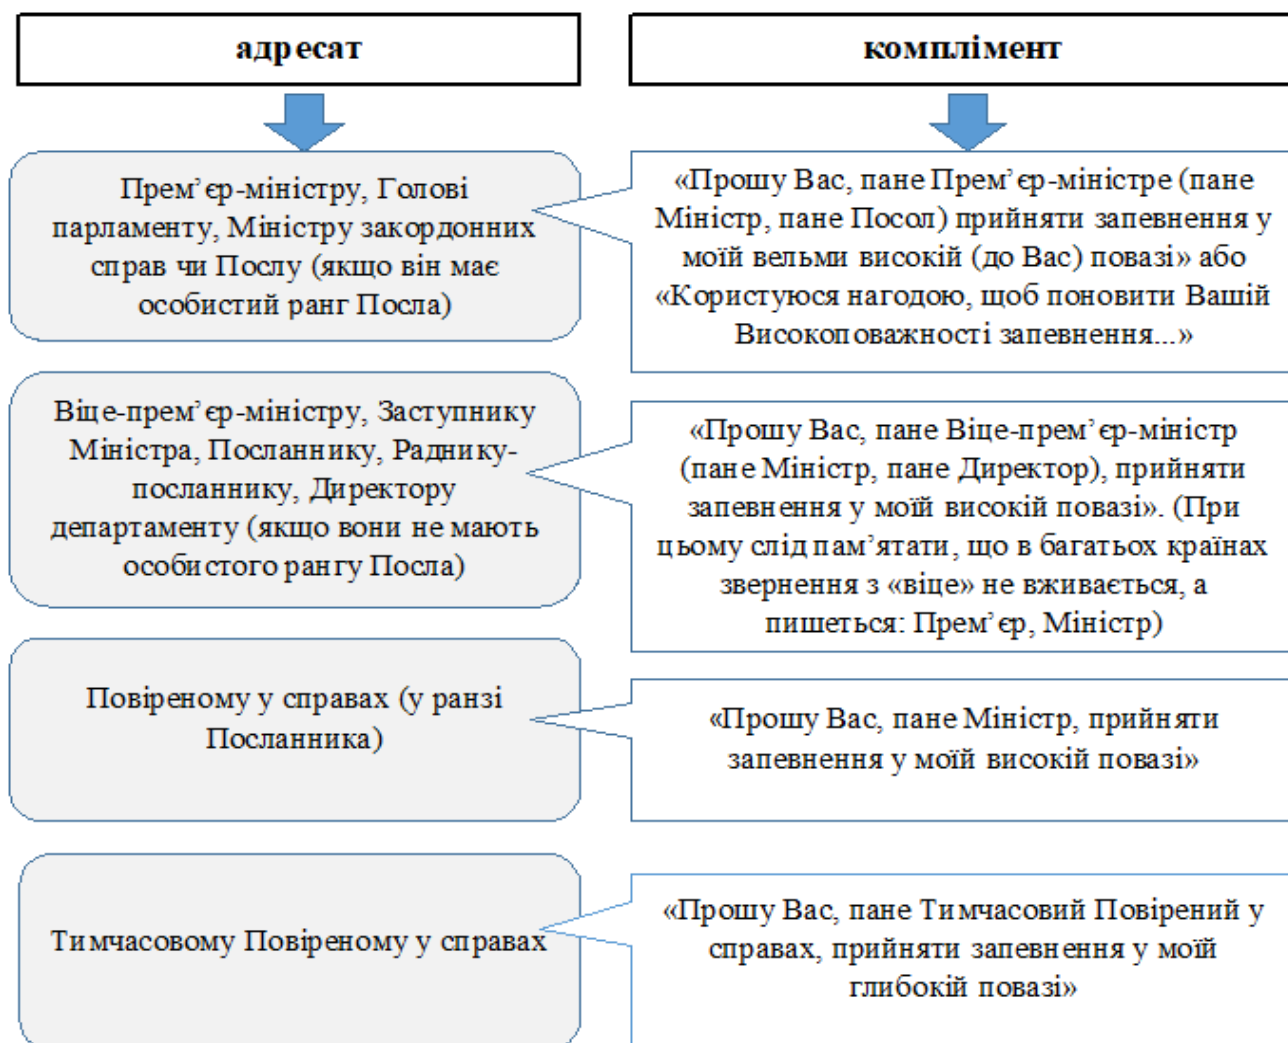 адресат
комплімент
Прем’єр-міністру, Голові
парламенту, Міністру закордонних
справ чи Послу (якщо він має
особистий ранг Посла)
«Прошу Вас, пане Прем’єр-міністре (пане
Міністр, пане Посол) прийняти запевнення у
моїй вельми високій (до Вас) повазі» або
«Користуюся нагодою, щоб поновити Вашій
Високоповажності запевнення...»
Віце-прем’єр-міністру, Заступнику
Міністра, Посланнику, Раднику-
посланнику, Директору
департаменту (якщо вони не мають
особистого рангу Посла)
«Прошу Вас, пане Віце-прем’єр-міністр
(пане Міністр, пане Директор), прийняти
запевнення у моїй високій повазі». (При
цьому слід пам’ятати, що в багатьох країнах
звернення з «віце» не вживається, а
пишеться: Прем’єр, Міністр)
Повіреному у справах (у ранзі
Посланника)
«Прошу Вас, пане Міністр, прийняти
запевнення у моїй високій повазі»
Тимчасовому Повіреному у справах
«Прошу Вас, пане Тимчасовий Повірений у
справах, прийняти запевнення у моїй
глибокій повазі»